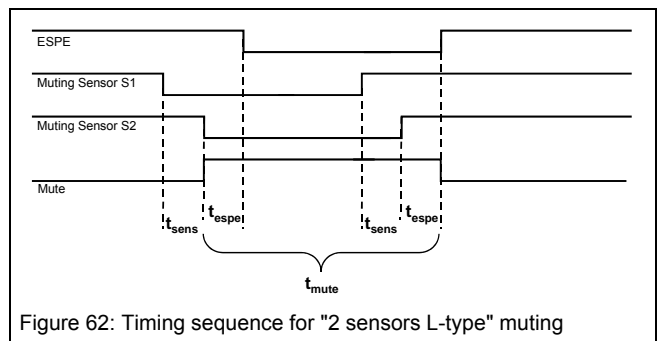 ESPE
Muting Sensor S1
Muting Sensor S2
Mute
tsens
tespe
tsens
tespe
tmute
Figure 62: Timing sequence for "2 sensors L-type" muting